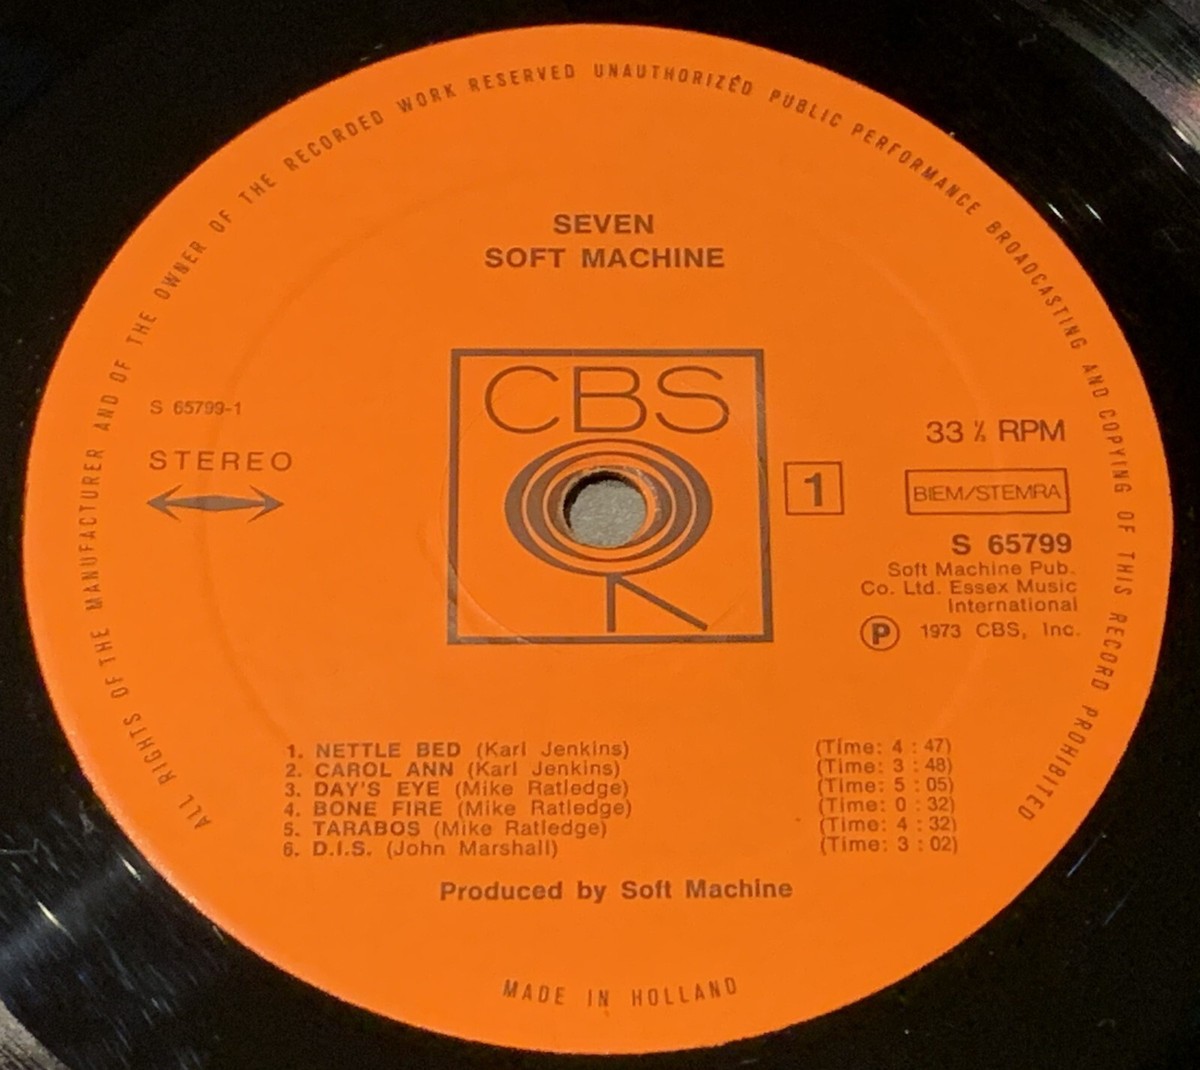 ALL RIGHTS OF THE MANUFACTURER AND OF THE OWNER OF THE RECORDED WORK RESERVED UNAUTHORIZED PUBLIC PERFORMANCE BROADCASTING AND COPYING OF THIS RECORD PROHIBITED
SEVEN
SOFT MACHINE
CBS
S 65799-1
STEREO
1
33 ⅓ RPM
BIEM/STEMRA
S 65799
Soft Machine Pub.
Co. Ltd. Essex Music
International
Ⓟ 1973 CBS, Inc.
1. NETTLE BED (Karl Jenkins) (Time: 4 : 47)
2. CAROL ANN (Karl Jenkins) (Time: 3 : 48)
3. DAY'S EYE (Mike Ratledge) (Time: 5 : 05)
4. BONE FIRE (Mike Ratledge) (Time: 0 : 32)
5. TARABOS (Mike Ratledge) (Time: 4 : 32)
6. D.I.S. (John Marshall) (Time: 3 : 02)
Produced by Soft Machine
MADE IN HOLLAND